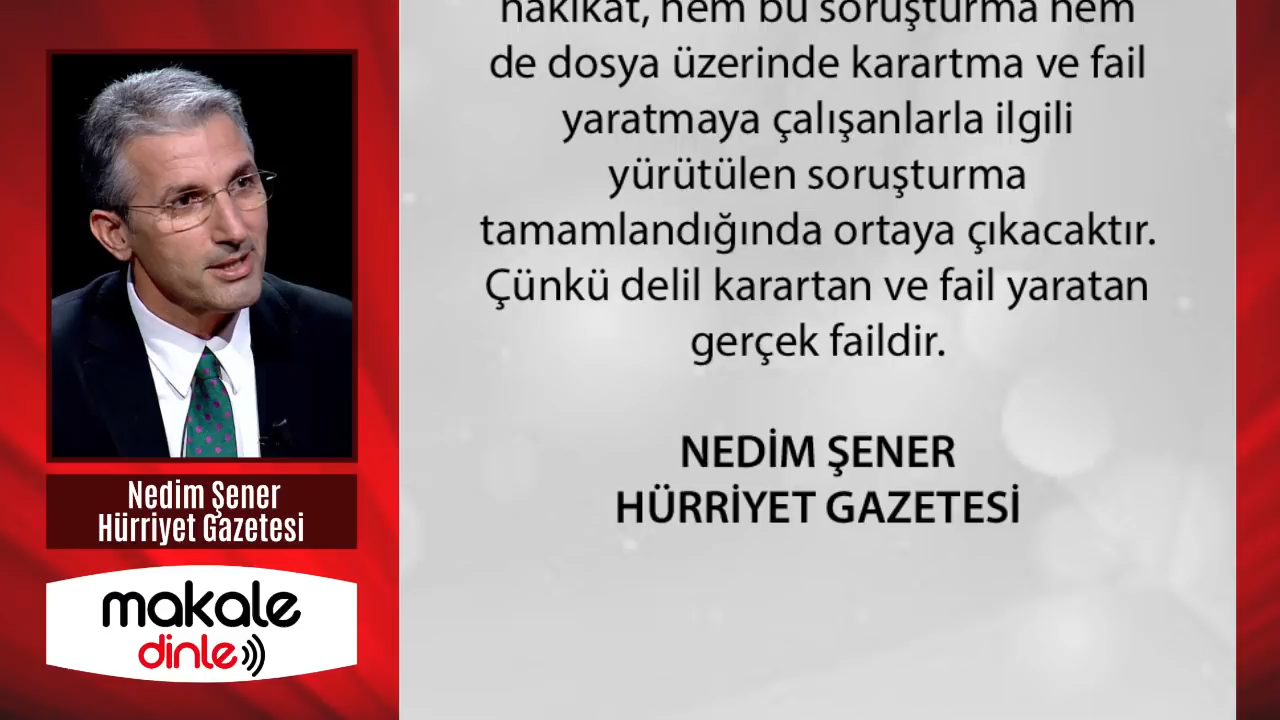 hakikat, hem bu soruşturma hem
de dosya üzerinde karartma ve fail
yaratmaya çalışanlarla ilgili
yürütülen soruşturma
tamamlandığında ortaya çıkacaktır.
Çünkü delil karartan ve fail yaratan
gerçek faildir.
NEDİM ŞENER
HÜRRİYET GAZETESİ
Nedim Şener
Hürriyet Gazetesi
makale
dinle